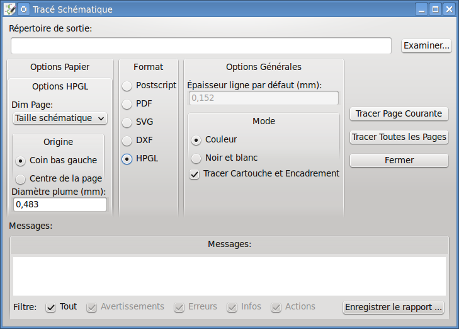 Tracé Schématique
Répertoire de sortie:
Examiner...
Options Papier
Options HPGL
Dim Page:
Taille schématique
Origine
Coin bas gauche
Centre de la page
Diamètre plume (mm):
0,483
Format
Postscript
PDF
SVG
DXF
HPGL
Options Générales
Épaisseur ligne par défaut (mm):
0,152
Mode
Couleur
Noir et blanc
Tracer Cartouche et Encadrement
Tracer Page Courante
Tracer Toutes les Pages
Fermer
Messages:
Messages:
Filtre: Tout Avertissements Erreurs Infos Actions Enregistrer le rapport ...